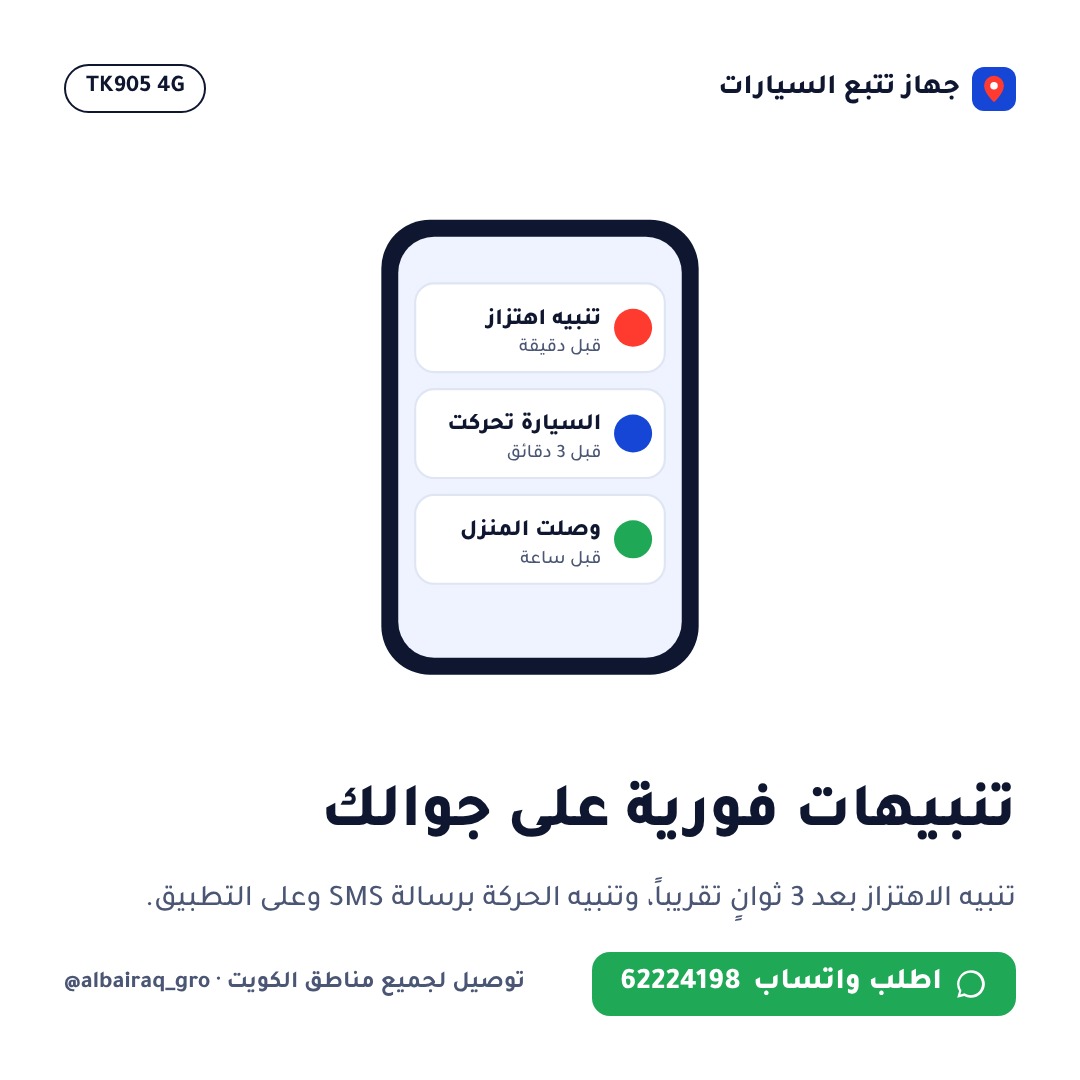 جهاز تتبع السيارات
TK905 4G
تنبيه اهتزاز
قبل دقيقة
السيارة تحركت
قبل 3 دقائق
وصلت المنزل
قبل ساعة
تنبيهات فورية على جوالك
تنبيه الاهتزاز بعد 3 ثوانٍ تقريباً، وتنبيه الحركة برسالة SMS وعلى التطبيق.
اطلب واتساب 62224198
توصيل لجميع مناطق الكويت · @albairaq_gro